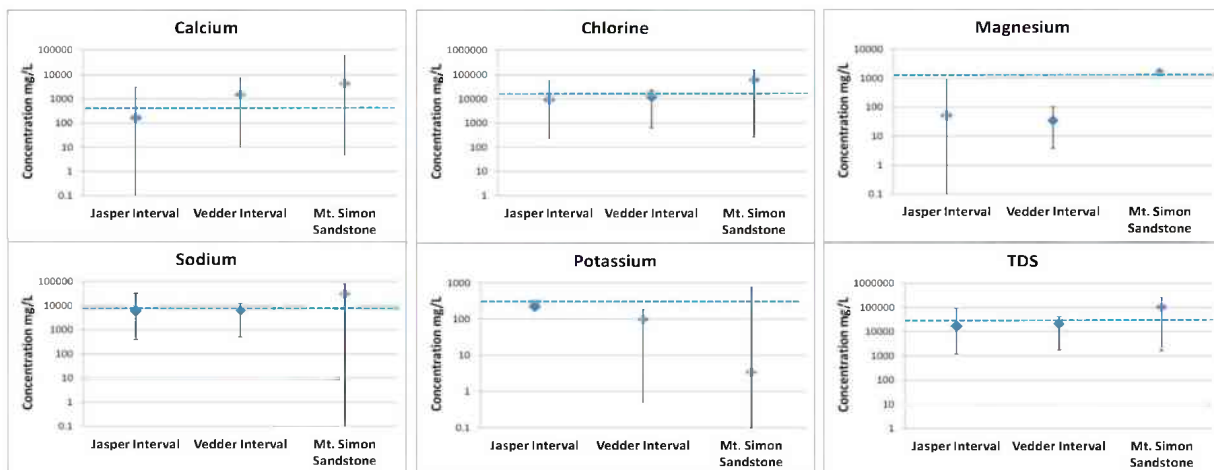 Calcium
Concentration mg/L
100000
10000
1000
100
10
1
0.1
Jasper Interval Vedder Interval Mt. Simon
Sandstone
Chlorine
Concentration mg/L
1000000
100000
10000
1000
100
10
1
Jasper Interval Vedder Interval Mt. Simon
Sandstone
Magnesium
Concentration mg/L
10000
1000
100
10
1
0.1
Jasper Interval Vedder Interval Mt. Simon
Sandstone
Sodium
Concentration mg/L
100000
10000
1000
100
10
1
0.1
Jasper Interval Vedder Interval Mt. Simon
Sandstone
Potassium
Concentration mg/L
1000
100
10
1
0.1
Jasper Interval Vedder Interval Mt. Simon
Sandstone
TDS
Concentration mg/L
1000000
100000
10000
1000
100
10
1
Jasper Interval Vedder Interval Mt. Simon
Sandstone